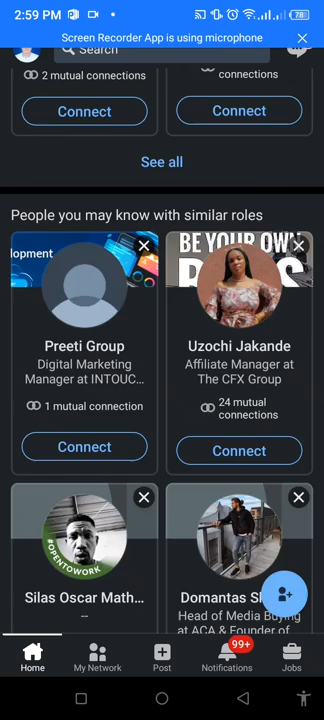 2:59 PM
78
Screen Recorder App is using microphone
Search
2 mutual connections
connections
Connect
Connect
See all
People you may know with similar roles
lopment
BE YOUR OWN
Preeti Group
Digital Marketing
Manager at INTOUC...
1 mutual connection
Connect
Uzochi Jakande
Affiliate Manager at
The CFX Group
24 mutual
connections
Connect
#OPENTOWORK
Silas Oscar Math...
--
Head of Media Buying
at ACA & Founder of
Domantas
99+
Home
My Network
Post
Notifications
Jobs